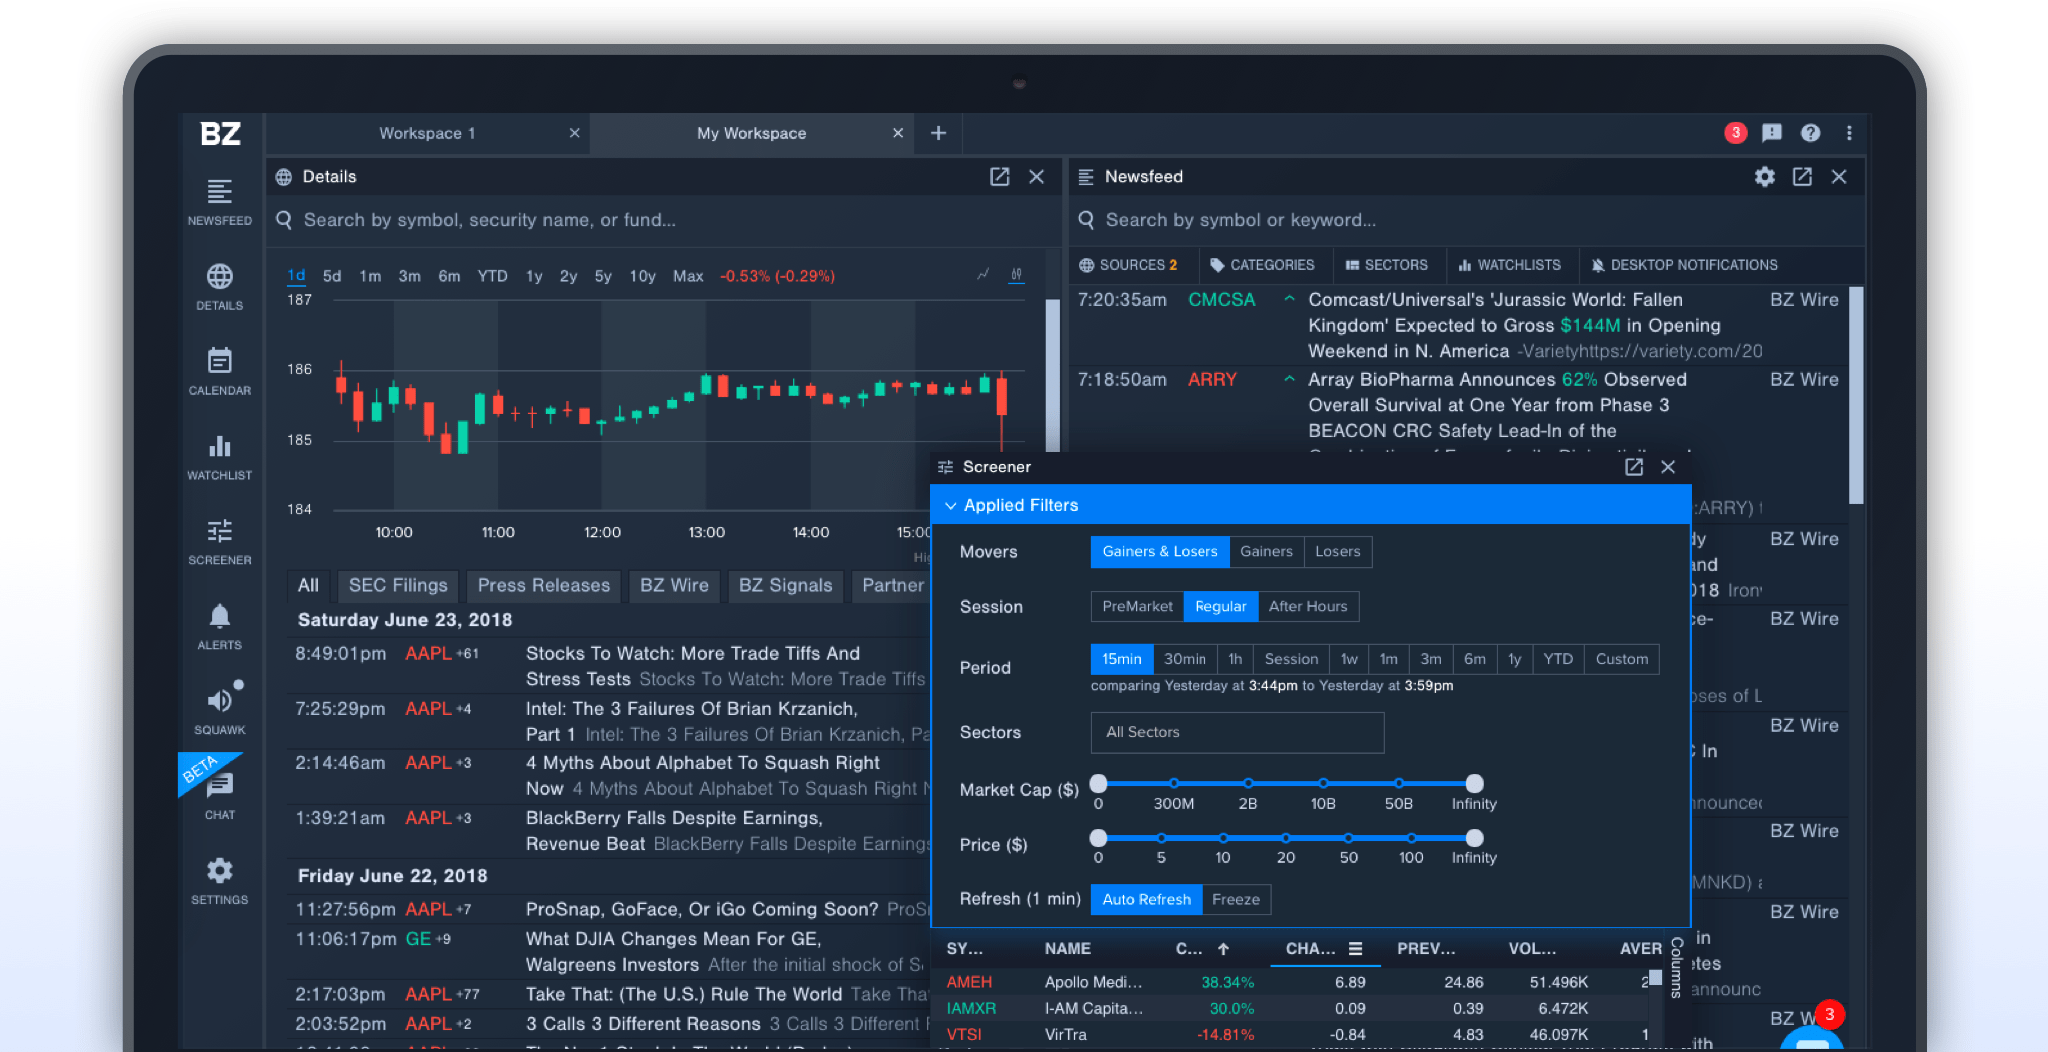 BZ
Workspace 1
My Workspace
3
NEWSFEED
DETAILS
CALENDAR
WATCHLIST
SCREENER
ALERTS
SQUAWK
BETA
CHAT
SETTINGS
Details
Search by symbol, security name, or fund...
1d 5d 1m 3m 6m YTD 1y 2y 5y 10y Max -0.53% (-0.29%)
187
186
185
184
10:00 11:00 12:00 13:00 14:00 15:00
All SEC Filings Press Releases BZ Wire BZ Signals Partner
Saturday June 23, 2018
8:49:01pm AAPL +61 Stocks To Watch: More Trade Tiffs And
Stress Tests Stocks To Watch: More Trade Tiffs
7:25:29pm AAPL +4 Intel: The 3 Failures Of Brian Krzanich,
Part 1 Intel: The 3 Failures Of Brian Krzanich, Pa
2:14:46am AAPL +3 4 Myths About Alphabet To Squash Right
Now 4 Myths About Alphabet To Squash Right
1:39:21am AAPL +3 BlackBerry Falls Despite Earnings,
Revenue Beat BlackBerry Falls Despite Earnings
Friday June 22, 2018
11:27:56pm AAPL +7 ProSnap, GoFace, Or iGo Coming Soon? ProS
11:06:17pm GE +9 What DJIA Changes Mean For GE,
Walgreens Investors After the initial shock of
2:17:03pm AAPL +77 Take That: (The U.S.) Rule The World Take Tha
2:03:52pm AAPL +2 3 Calls 3 Different Reasons 3 Calls 3 Different
Newsfeed
Search by symbol or keyword...
SOURCES 2 CATEGORIES SECTORS WATCHLISTS DESKTOP NOTIFICATIONS
7:20:35am CMCSA Comcast/Universal's 'Jurassic World: Fallen BZ Wire
Kingdom' Expected to Gross $144M in Opening
Weekend in N. America -Varietyhttps://variety.com/20
7:18:50am ARRY Array BioPharma Announces 62% Observed BZ Wire
Overall Survival at One Year from Phase 3
BEACON CRC Safety Lead-In of the
:ARRY)
dy BZ Wire
and
018 Iron
ce- BZ Wire
oses of L
BZ Wire
In
nnounced
BZ Wire
MNKD)
BZ Wire
in
etes
announc
BZ W
3
ith
Screener
Applied Filters
Movers Gainers & Losers Gainers Losers
Session PreMarket Regular After Hours
Period 15min 30min 1h Session 1w 1m 3m 6m 1y YTD Custom
comparing Yesterday at 3:44pm to Yesterday at 3:59pm
Sectors All Sectors
Market Cap ($) 0 300M 2B 10B 50B Infinity
Price ($) 0 5 10 20 50 100 Infinity
Refresh (1 min) Auto Refresh Freeze
SY... NAME C... CHA... PREV... VOL... AVER
Columns
AMEH Apollo Medi... 38.34% 6.89 24.86 51.496K 2
IAMXR I-AM Capita... 30.0% 0.09 0.39 6.472K
VTSI VirTra -14.81% -0.84 4.83 46.097K 1